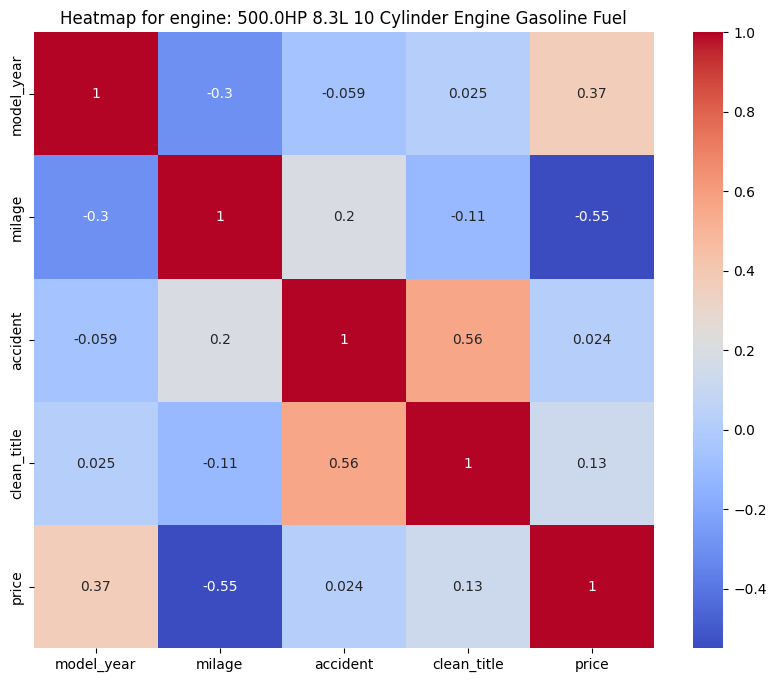 Heatmap for engine: 500.0HP 8.3L 10 Cylinder Engine Gasoline Fuel
model_year 1 -0.3 -0.059 0.025 0.37
milage -0.3 1 0.2 -0.11 -0.55
accident -0.059 0.2 1 0.56 0.024
clean_title 0.025 -0.11 0.56 1 0.13
price 0.37 -0.55 0.024 0.13 1
model_year milage accident clean_title price
1.0
0.8
0.6
0.4
0.2
0.0
−0.2
−0.4